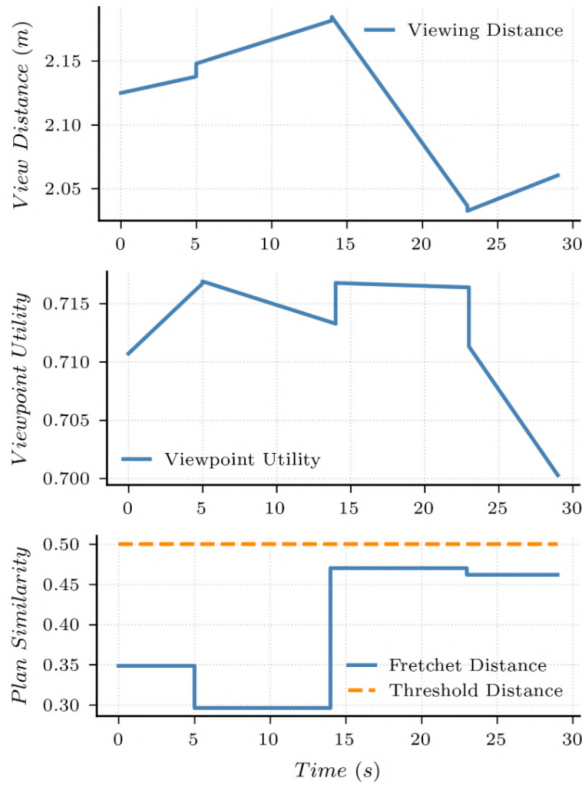 View Distance (m)
2.15
2.10
2.05
Viewing Distance
0 5 10 15 20 25 30
Viewpoint Utility
0.715
0.710
0.705
0.700
Viewpoint Utility
0 5 10 15 20 25 30
Plan Similarity
0.50
0.45
0.40
0.35
0.30
Fretchet Distance
Threshold Distance
0 5 10 15 20 25 30
Time (s)